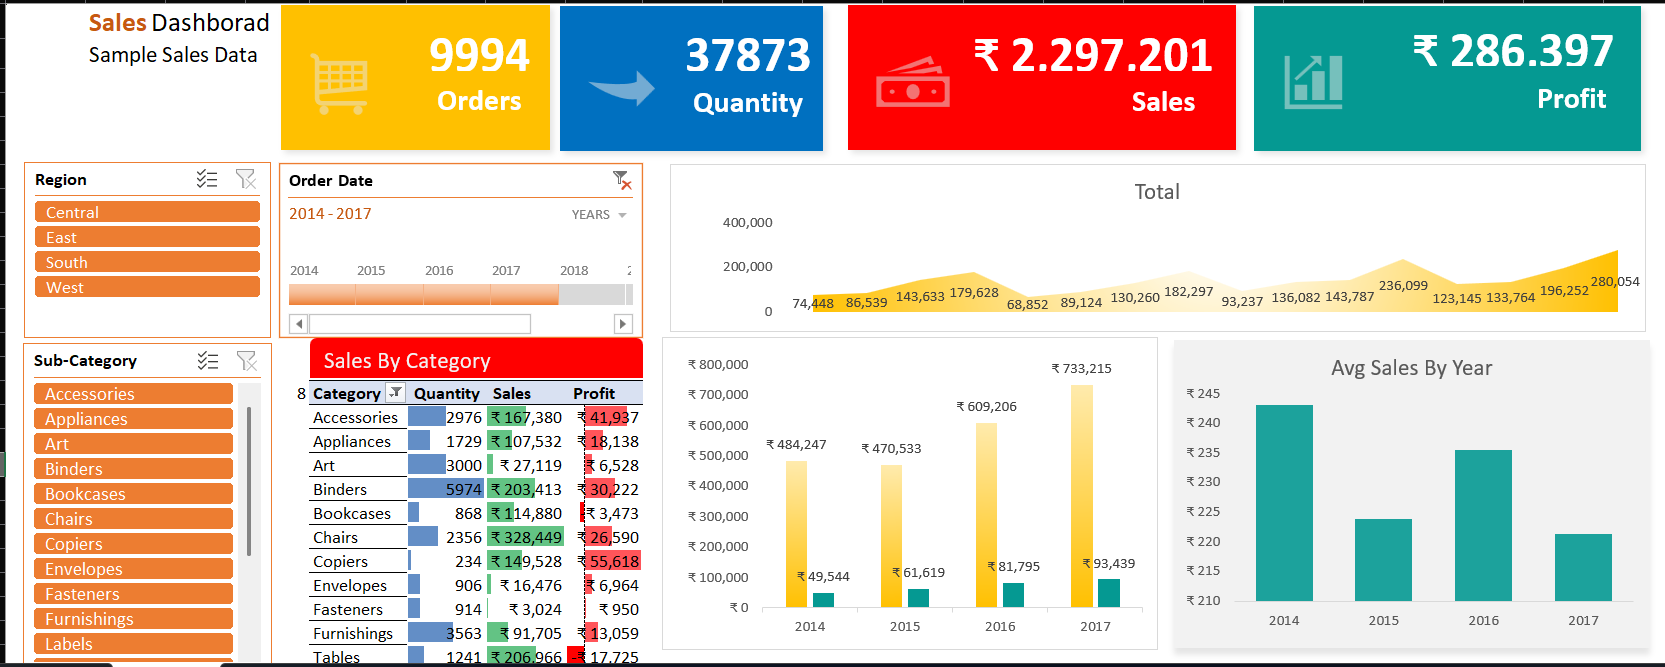 Sales Dashborad
Sample Sales Data
9994
Orders
37873
Quantity
₹ 2.297.201
Sales
₹ 286.397
Profit
Region
Central
East
South
West
Order Date
2014 - 2017
YEARS
2014 2015 2016 2017 2018
Total
400,000
200,000
0
74,448 86,539 143,633 179,628 68,852 89,124 130,260 182,297 93,237 136,082 143,787 236,099 123,145 133,764 196,252 280,054
Sub-Category
Accessories
Appliances
Art
Binders
Bookcases
Chairs
Copiers
Envelopes
Fasteners
Furnishings
Labels
Sales By Category
8 Category Quantity Sales Profit
Accessories 2976 ₹ 167,380 ₹ 41,937
Appliances 1729 ₹ 107,532 ₹ 18,138
Art 3000 ₹ 27,119 ₹ 6,528
Binders 5974 ₹ 203,413 ₹ 30,222
Bookcases 868 ₹ 114,880 -₹ 3,473
Chairs 2356 ₹ 328,449 ₹ 26,590
Copiers 234 ₹ 149,528 ₹ 55,618
Envelopes 906 ₹ 16,476 ₹ 6,964
Fasteners 914 ₹ 3,024 ₹ 950
Furnishings 3563 ₹ 91,705 ₹ 13,059
Tables 1241 ₹ 206,966 -₹ 17,725
₹ 800,000
₹ 700,000
₹ 600,000
₹ 500,000
₹ 400,000
₹ 300,000
₹ 200,000
₹ 100,000
₹ 0
₹ 484,247
₹ 470,533
₹ 609,206
₹ 733,215
₹ 49,544
₹ 61,619
₹ 81,795
₹ 93,439
2014 2015 2016 2017
Avg Sales By Year
₹ 245
₹ 240
₹ 235
₹ 230
₹ 225
₹ 220
₹ 215
₹ 210
2014 2015 2016 2017